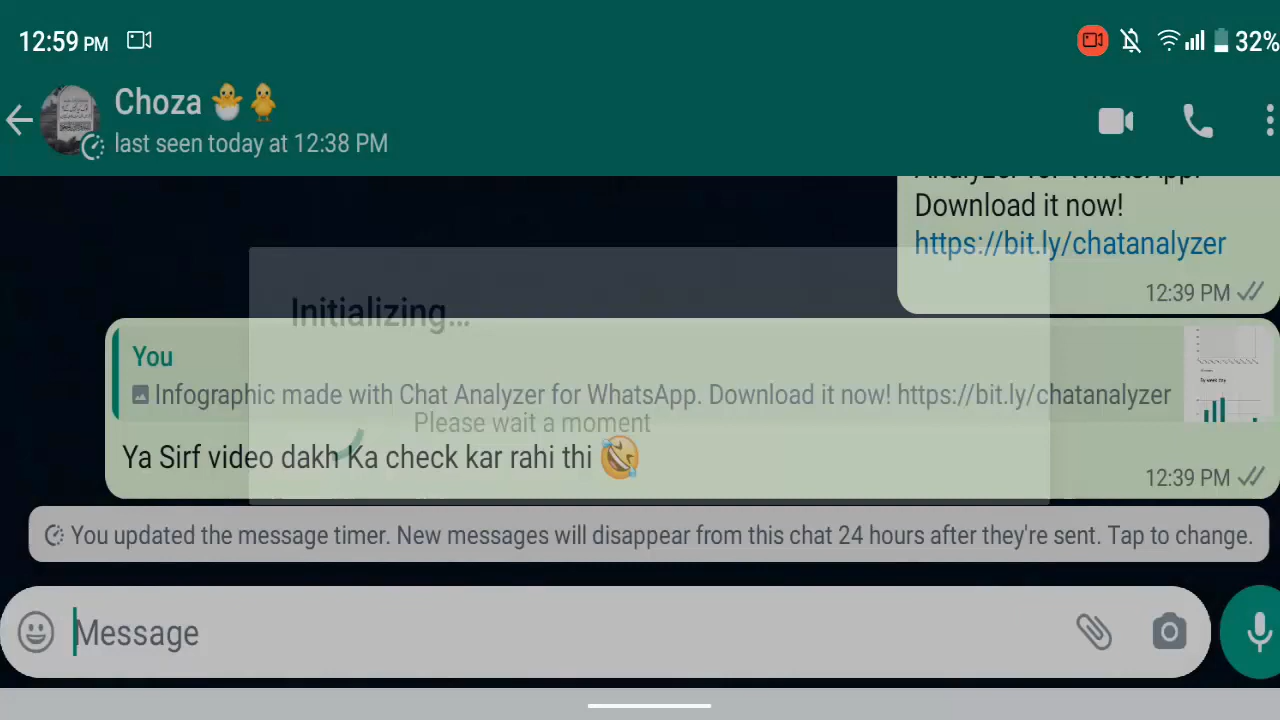 12:59 PM
32%
Choza 🐣🐥
last seen today at 12:38 PM
Analyzer for WhatsApp.
Download it now!
https://bit.ly/chatanalyzer
12:39 PM
Initializing...
You
Infographic made with Chat Analyzer for WhatsApp. Download it now! https://bit.ly/chatanalyzer
Please wait a moment
Ya Sirf video dakh Ka check kar rahi thi 🤣
12:39 PM
You updated the message timer. New messages will disappear from this chat 24 hours after they're sent. Tap to change.
Message